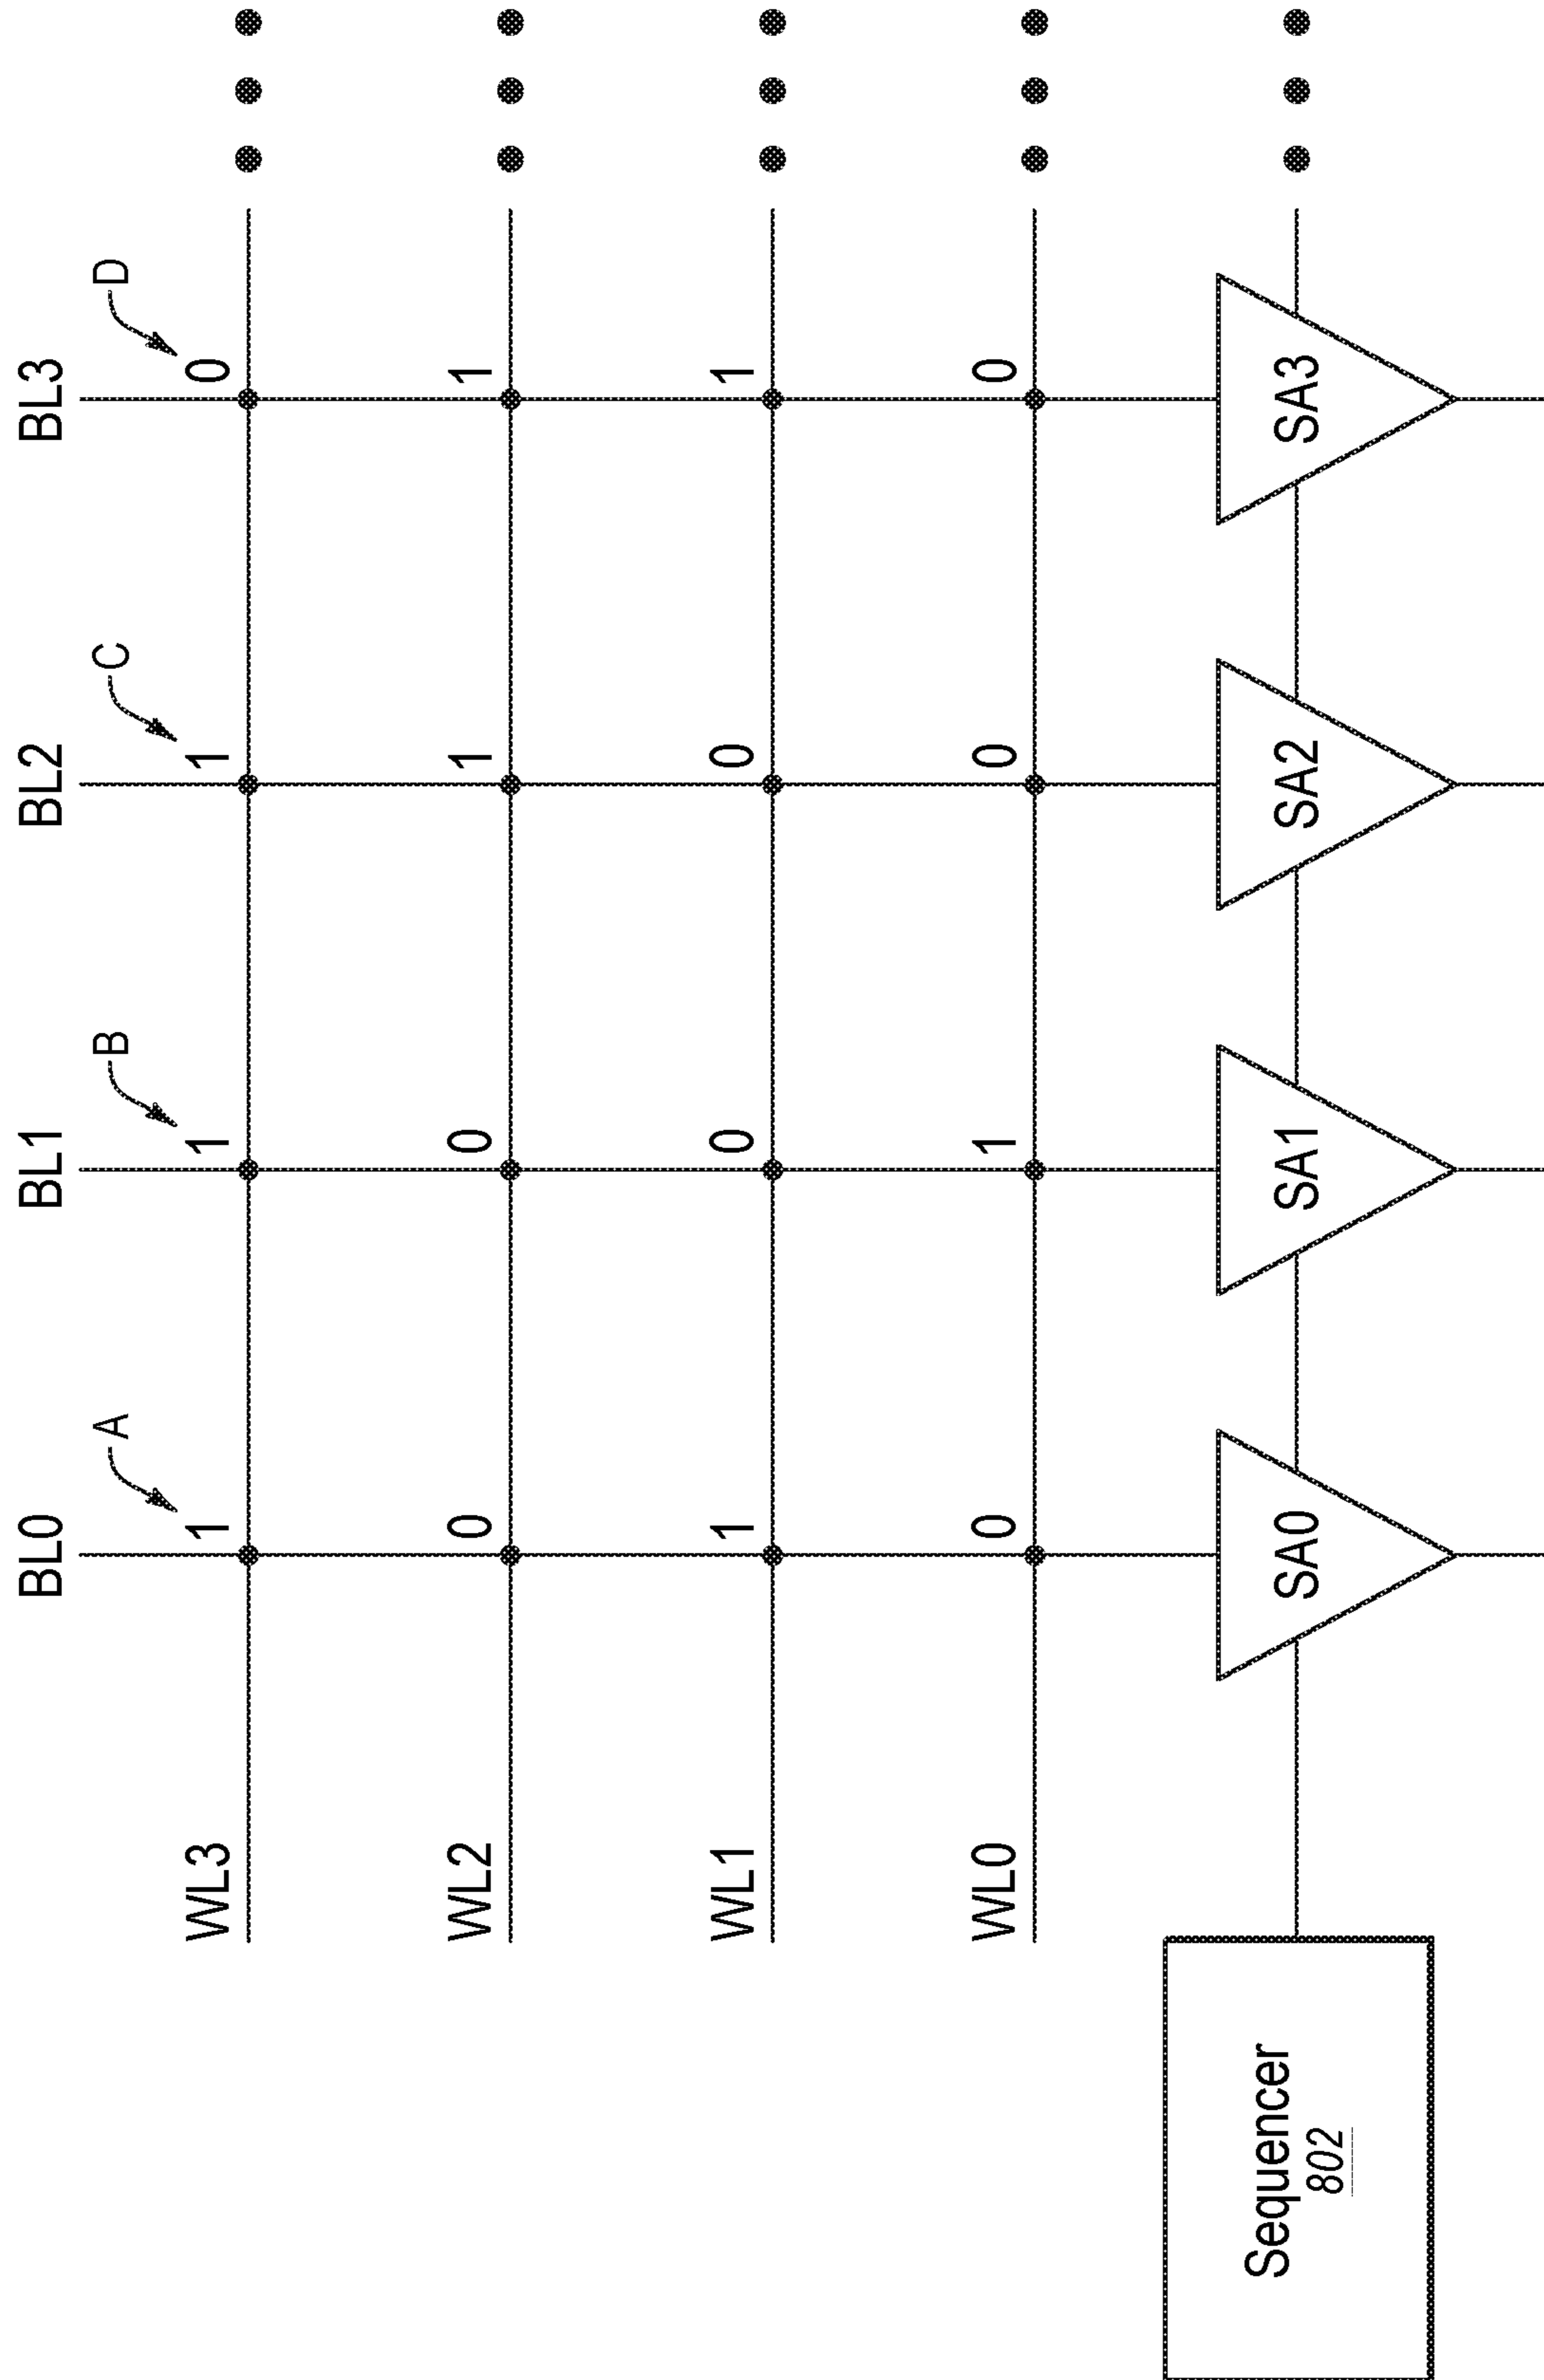 BL0 BL1 BL2 BL3
A B C D
WL3 1 1 1 0
WL2 0 0 1 1
WL1 1 0 0 1
WL0 0 1 0 0
Sequencer SA0 SA1 SA2 SA3
802